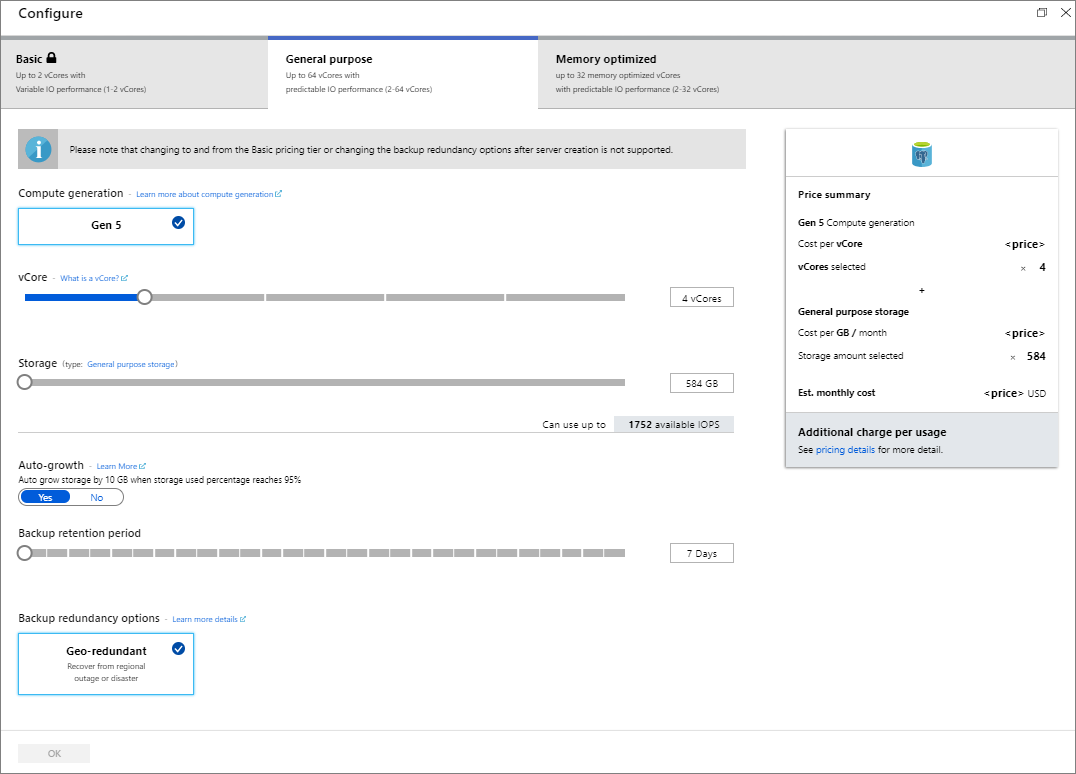 Configure
Basic
Up to 2 vCores with
Variable IO performance (1-2 vCores)
General purpose
Up to 64 vCores with
predictable IO performance (2-64 vCores)
Memory optimized
up to 32 memory optimized vCores
with predictable IO performance (2-32 vCores)
Please note that changing to and from the Basic pricing tier or changing the backup redundancy options after server creation is not supported.
Compute generation - Learn more about compute generation
Gen 5
vCore - What is a vCore?
4 vCores
Storage (type: General purpose storage)
584 GB
Can use up to 1752 available IOPS
Auto-growth - Learn More
Auto grow storage by 10 GB when storage used percentage reaches 95%
Yes No
Backup retention period
7 Days
Backup redundancy options - Learn more details
Geo-redundant
Recover from regional
outage or disaster
OK
Price summary
Gen 5 Compute generation
Cost per vCore <price>
vCores selected × 4
+
General purpose storage
Cost per GB / month <price>
Storage amount selected × 584
Est. monthly cost <price> USD
Additional charge per usage
See pricing details for more detail.